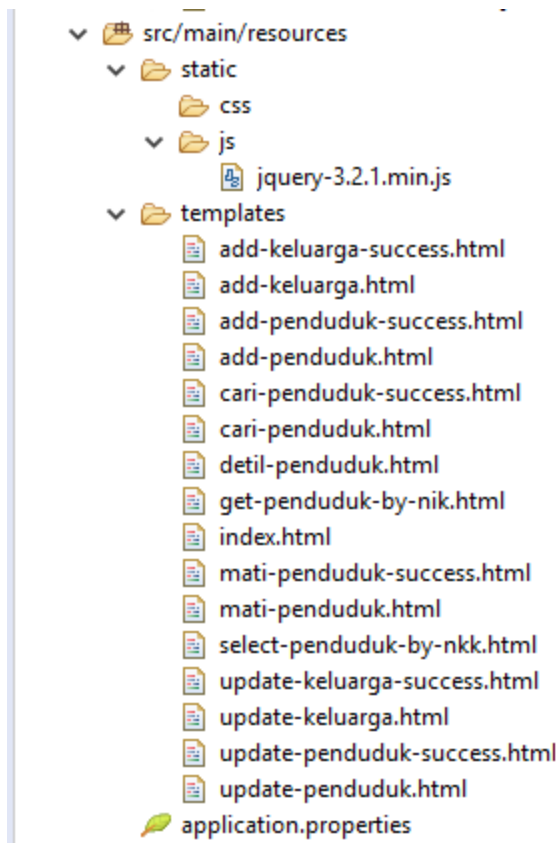 src/main/resources
static
css
js
jquery-3.2.1.min.js
templates
add-keluarga-success.html
add-keluarga.html
add-penduduk-success.html
add-penduduk.html
cari-penduduk-success.html
cari-penduduk.html
detil-penduduk.html
get-penduduk-by-nik.html
index.html
mati-penduduk-success.html
mati-penduduk.html
select-penduduk-by-nkk.html
update-keluarga-success.html
update-keluarga.html
update-penduduk-success.html
update-penduduk.html
application.properties